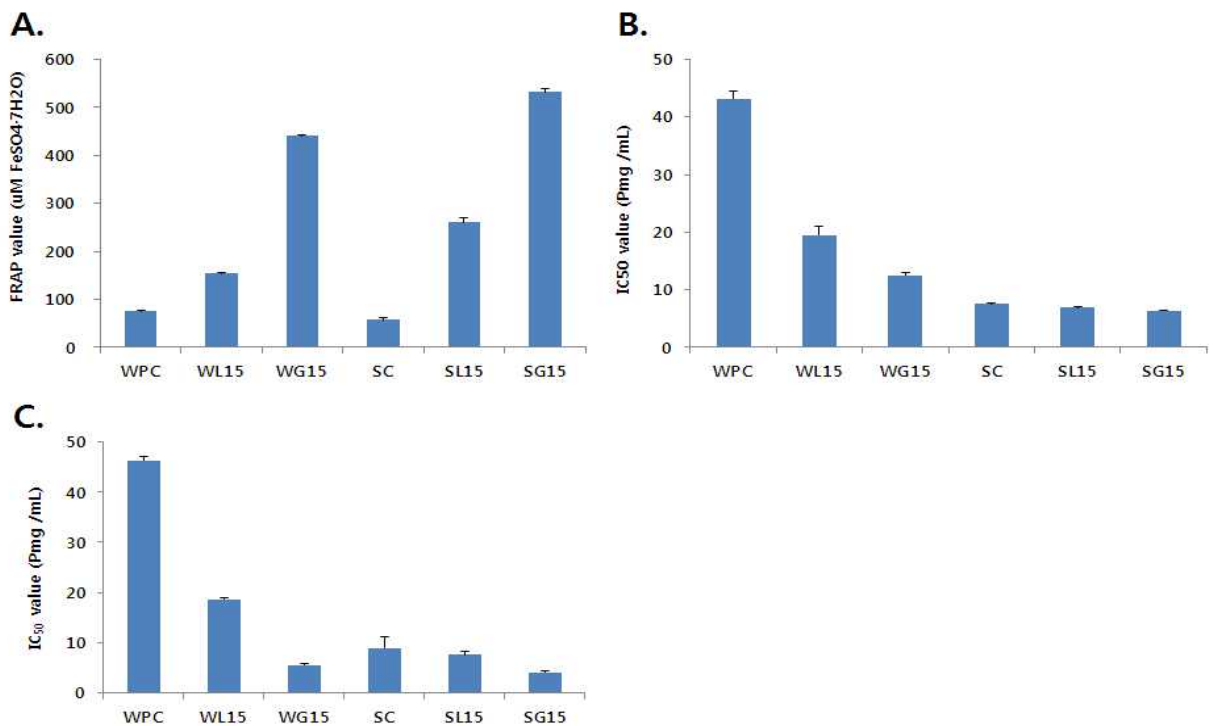 A.
FRAP value (uM FeSO4·7H2O)
600
500
400
300
200
100
0
WPC WL15 WG15 SC SL15 SG15
B.
IC50 value (Pmg /mL)
50
40
30
20
10
0
WPC WL15 WG15 SC SL15 SG15
C.
IC₅₀ value (Pmg /mL)
50
40
30
20
10
0
WPC WL15 WG15 SC SL15 SG15